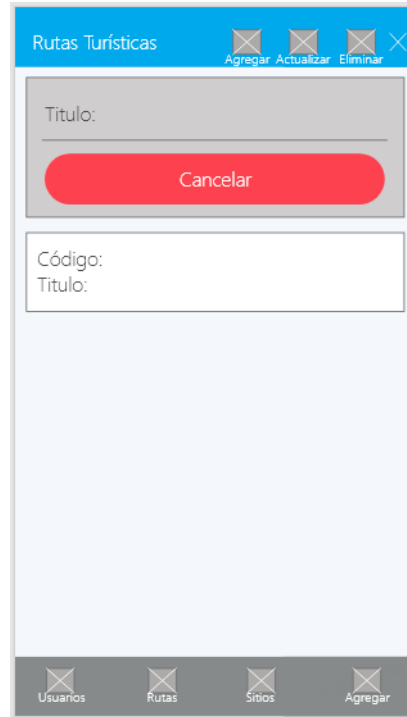 Rutas Turísticas
Agregar Actualizar Eliminar
Titulo:
Cancelar
Código:
Titulo:
Usuarios Rutas Sitios Agregar